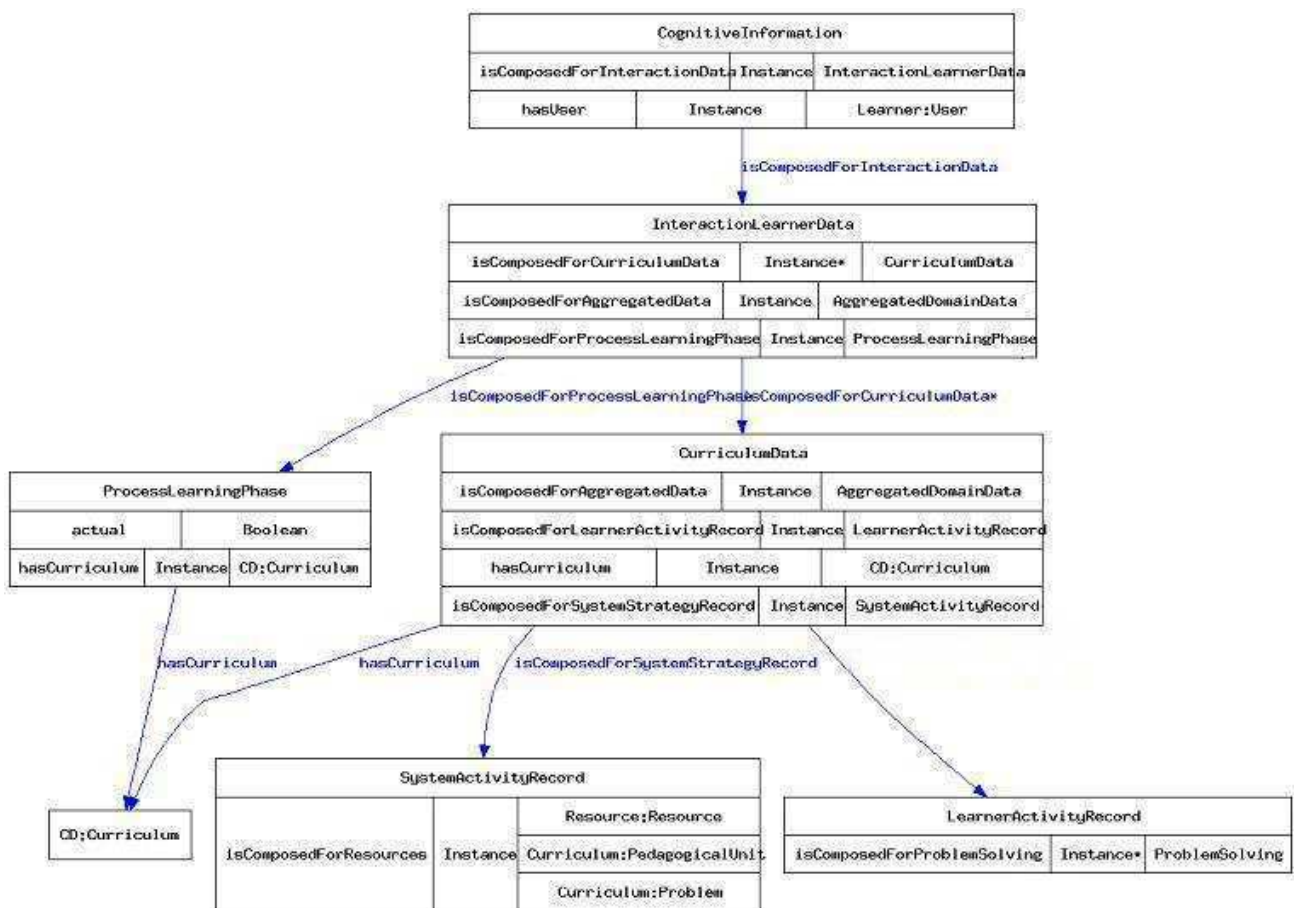 CognitiveInformation
isComposedForInteractionData Instance InteractionLearnerData
hasUser Instance Learner:User
isComposedForInteractionData
InteractionLearnerData
isComposedForCurriculumData Instance* CurriculumData
isComposedForAggregatedData Instance AggregatedDomainData
isComposedForProcessLearningPhase Instance ProcessLearningPhase
isComposedForProcessLearningPhase isComposedForCurriculumData*
CurriculumData
isComposedForAggregatedData Instance AggregatedDomainData
isComposedForLearnerActivityRecord Instance LearnerActivityRecord
hasCurriculum Instance CD:Curriculum
isComposedForSystemStrategyRecord Instance SystemActivityRecord
ProcessLearningPhase
actual Boolean
hasCurriculum Instance CD:Curriculum
hasCurriculum hasCurriculum isComposedForSystemStrategyRecord
CD:Curriculum
SystemActivityRecord
isComposedForResources Instance
Resource:Resource
Curriculum:PedagogicalUnit
Curriculum:Problem
LearnerActivityRecord
isComposedForProblemSolving Instance* ProblemSolving